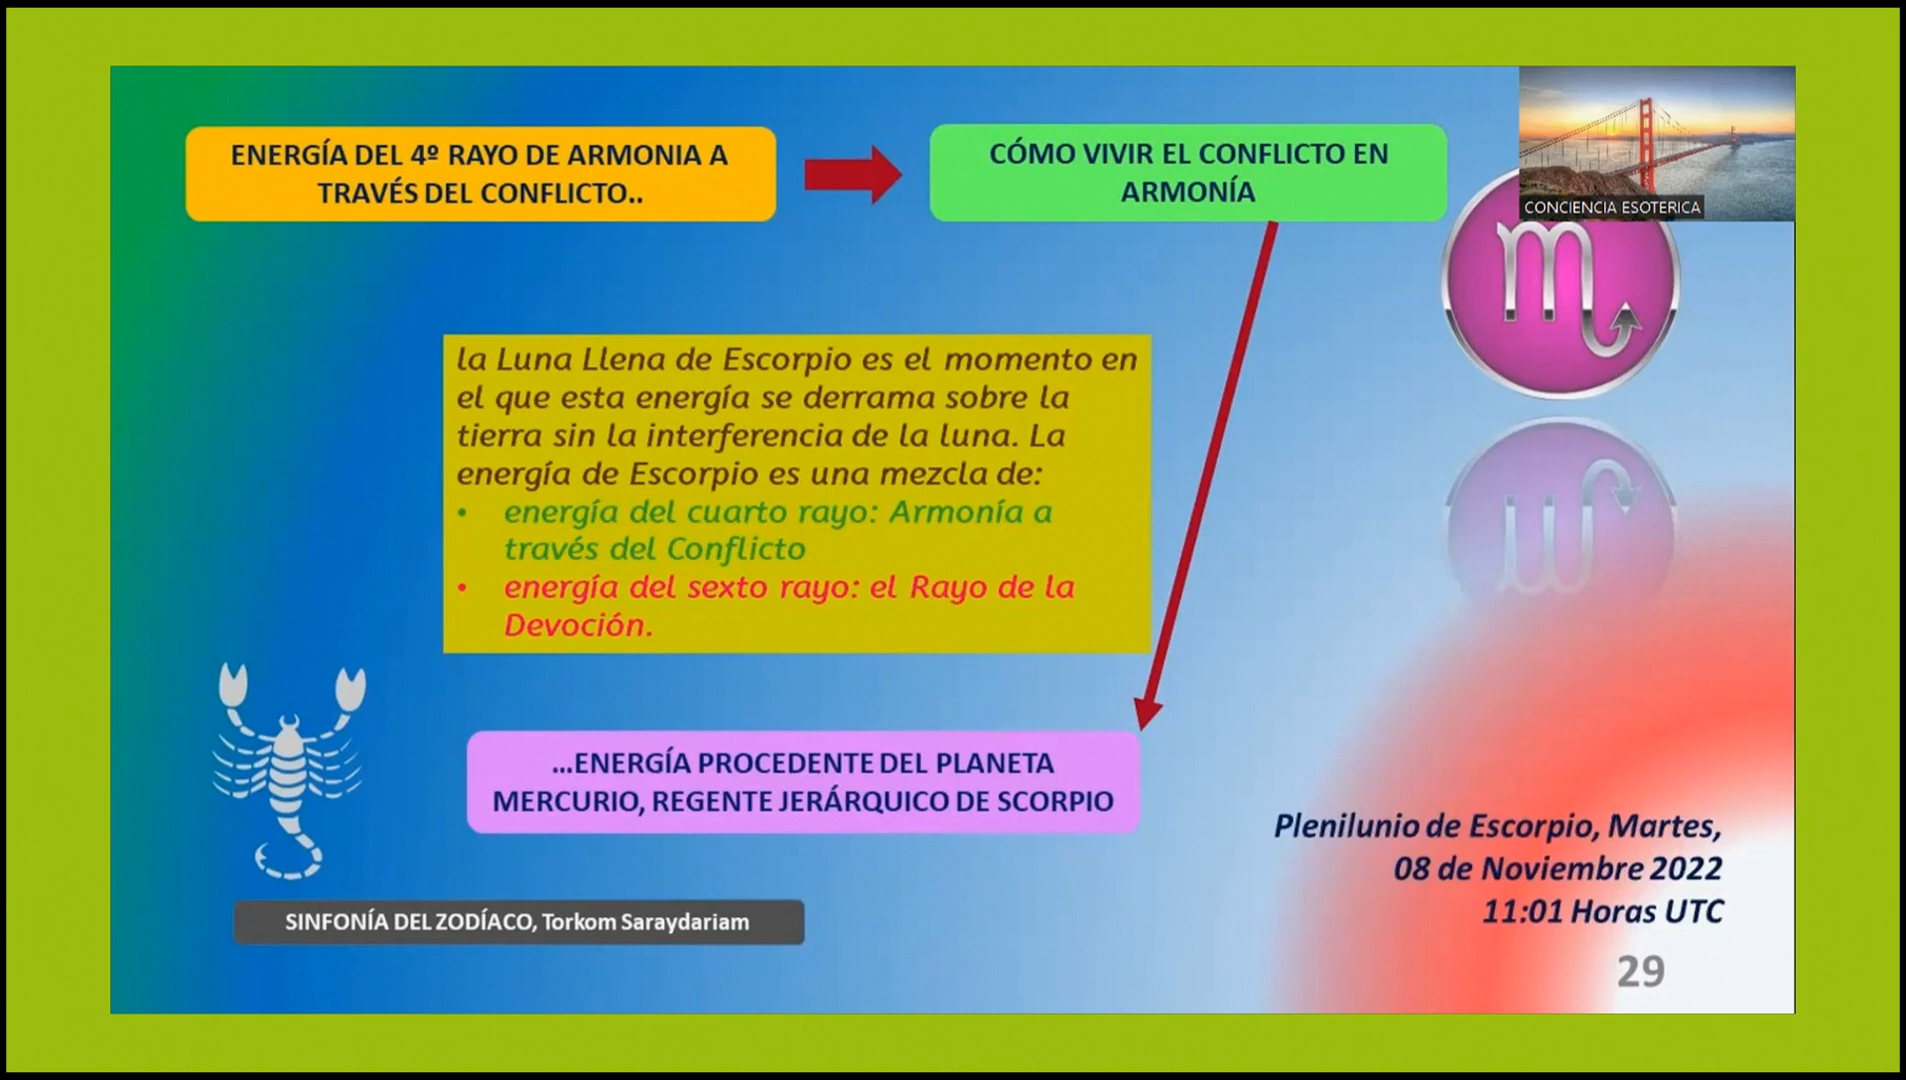 ENERGÍA DEL 4º RAYO DE ARMONIA A
TRAVÉS DEL CONFLICTO..
CÓMO VIVIR EL CONFLICTO EN
ARMONÍA
CONCIENCIA ESOTERICA
la Luna Llena de Escorpio es el momento en
el que esta energía se derrama sobre la
tierra sin la interferencia de la luna. La
energía de Escorpio es una mezcla de:
• energía del cuarto rayo: Armonía a
través del Conflicto
• energía del sexto rayo: el Rayo de la
Devoción.
...ENERGÍA PROCEDENTE DEL PLANETA
MERCURIO, REGENTE JERÁRQUICO DE SCORPIO
Plenilunio de Escorpio, Martes,
08 de Noviembre 2022
11:01 Horas UTC
SINFONÍA DEL ZODÍACO, Torkom Saraydariam
29